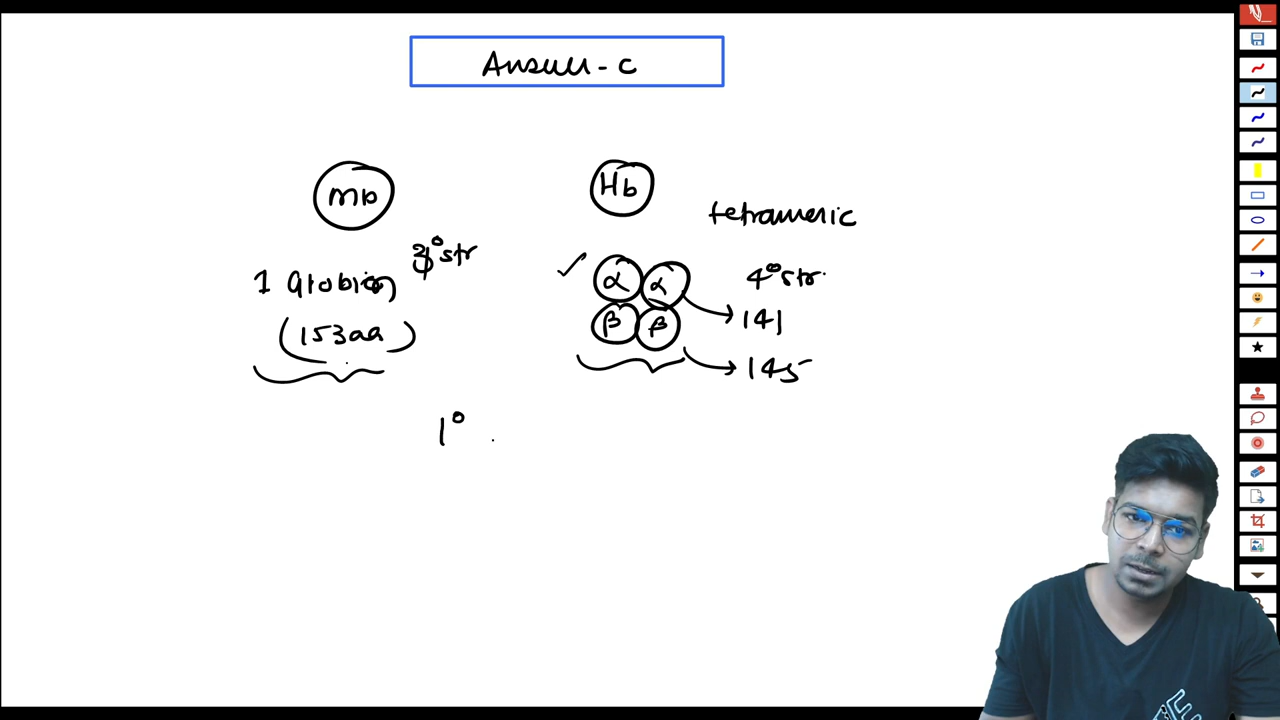 Answer - C
Mb
Hb
tetrameric
3° str
1 Globin
(153aa)
α α
β β
4° str.
141
145
1°